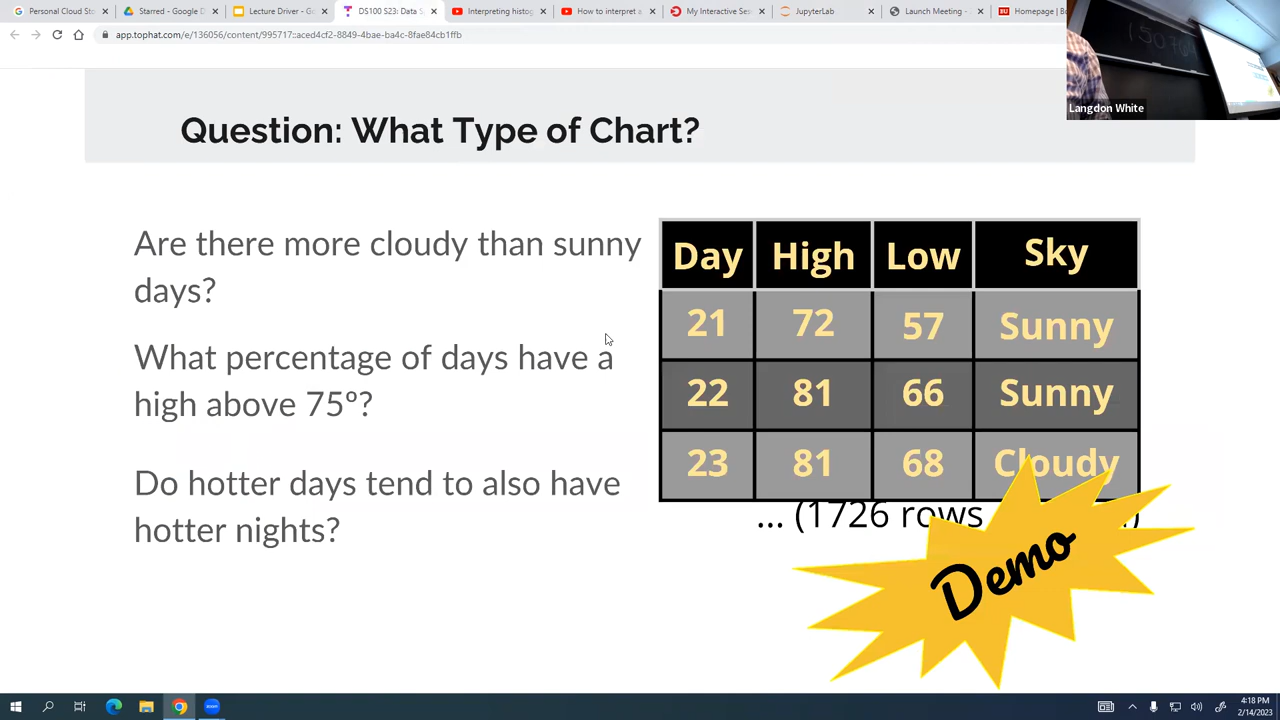 Personal Cloud Sto
Starred - Google D
Lecture Driver - Go
DS100 S23: Data S
Interpreting histog
How to interpret a
My Interactive Ses
JupyterLab
Launch Meeting -
Homepage | Bo
app.tophat.com/e/136056/content/995717::aced4cf2-8849-4bae-ba4c-8fae84cb1ffb
Langdon White
Question: What Type of Chart?
Are there more cloudy than sunny
days?
What percentage of days have a
high above 75º?
Do hotter days tend to also have
hotter nights?
Day High Low Sky
21 72 57 Sunny
22 81 66 Sunny
23 81 68 Cloudy
... (1726 rows
Demo
4:18 PM
2/14/2023